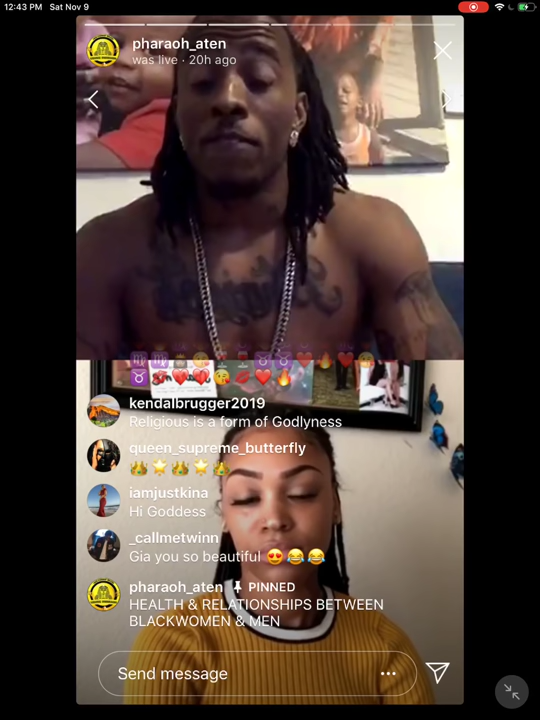 12:43 PM Sat Nov 9
pharaoh_aten
was live · 20h ago
kendalbrugger2019
Religious is a form of Godlyness
queen_supreme_butterfly
👑⭐👑⭐👑
iamjustkina
Hi Goddess
_callmetwinn
Gia you so beautiful 😍😂😂
pharaoh_aten PINNED
HEALTH & RELATIONSHIPS BETWEEN
BLACKWOMEN & MEN
Send message